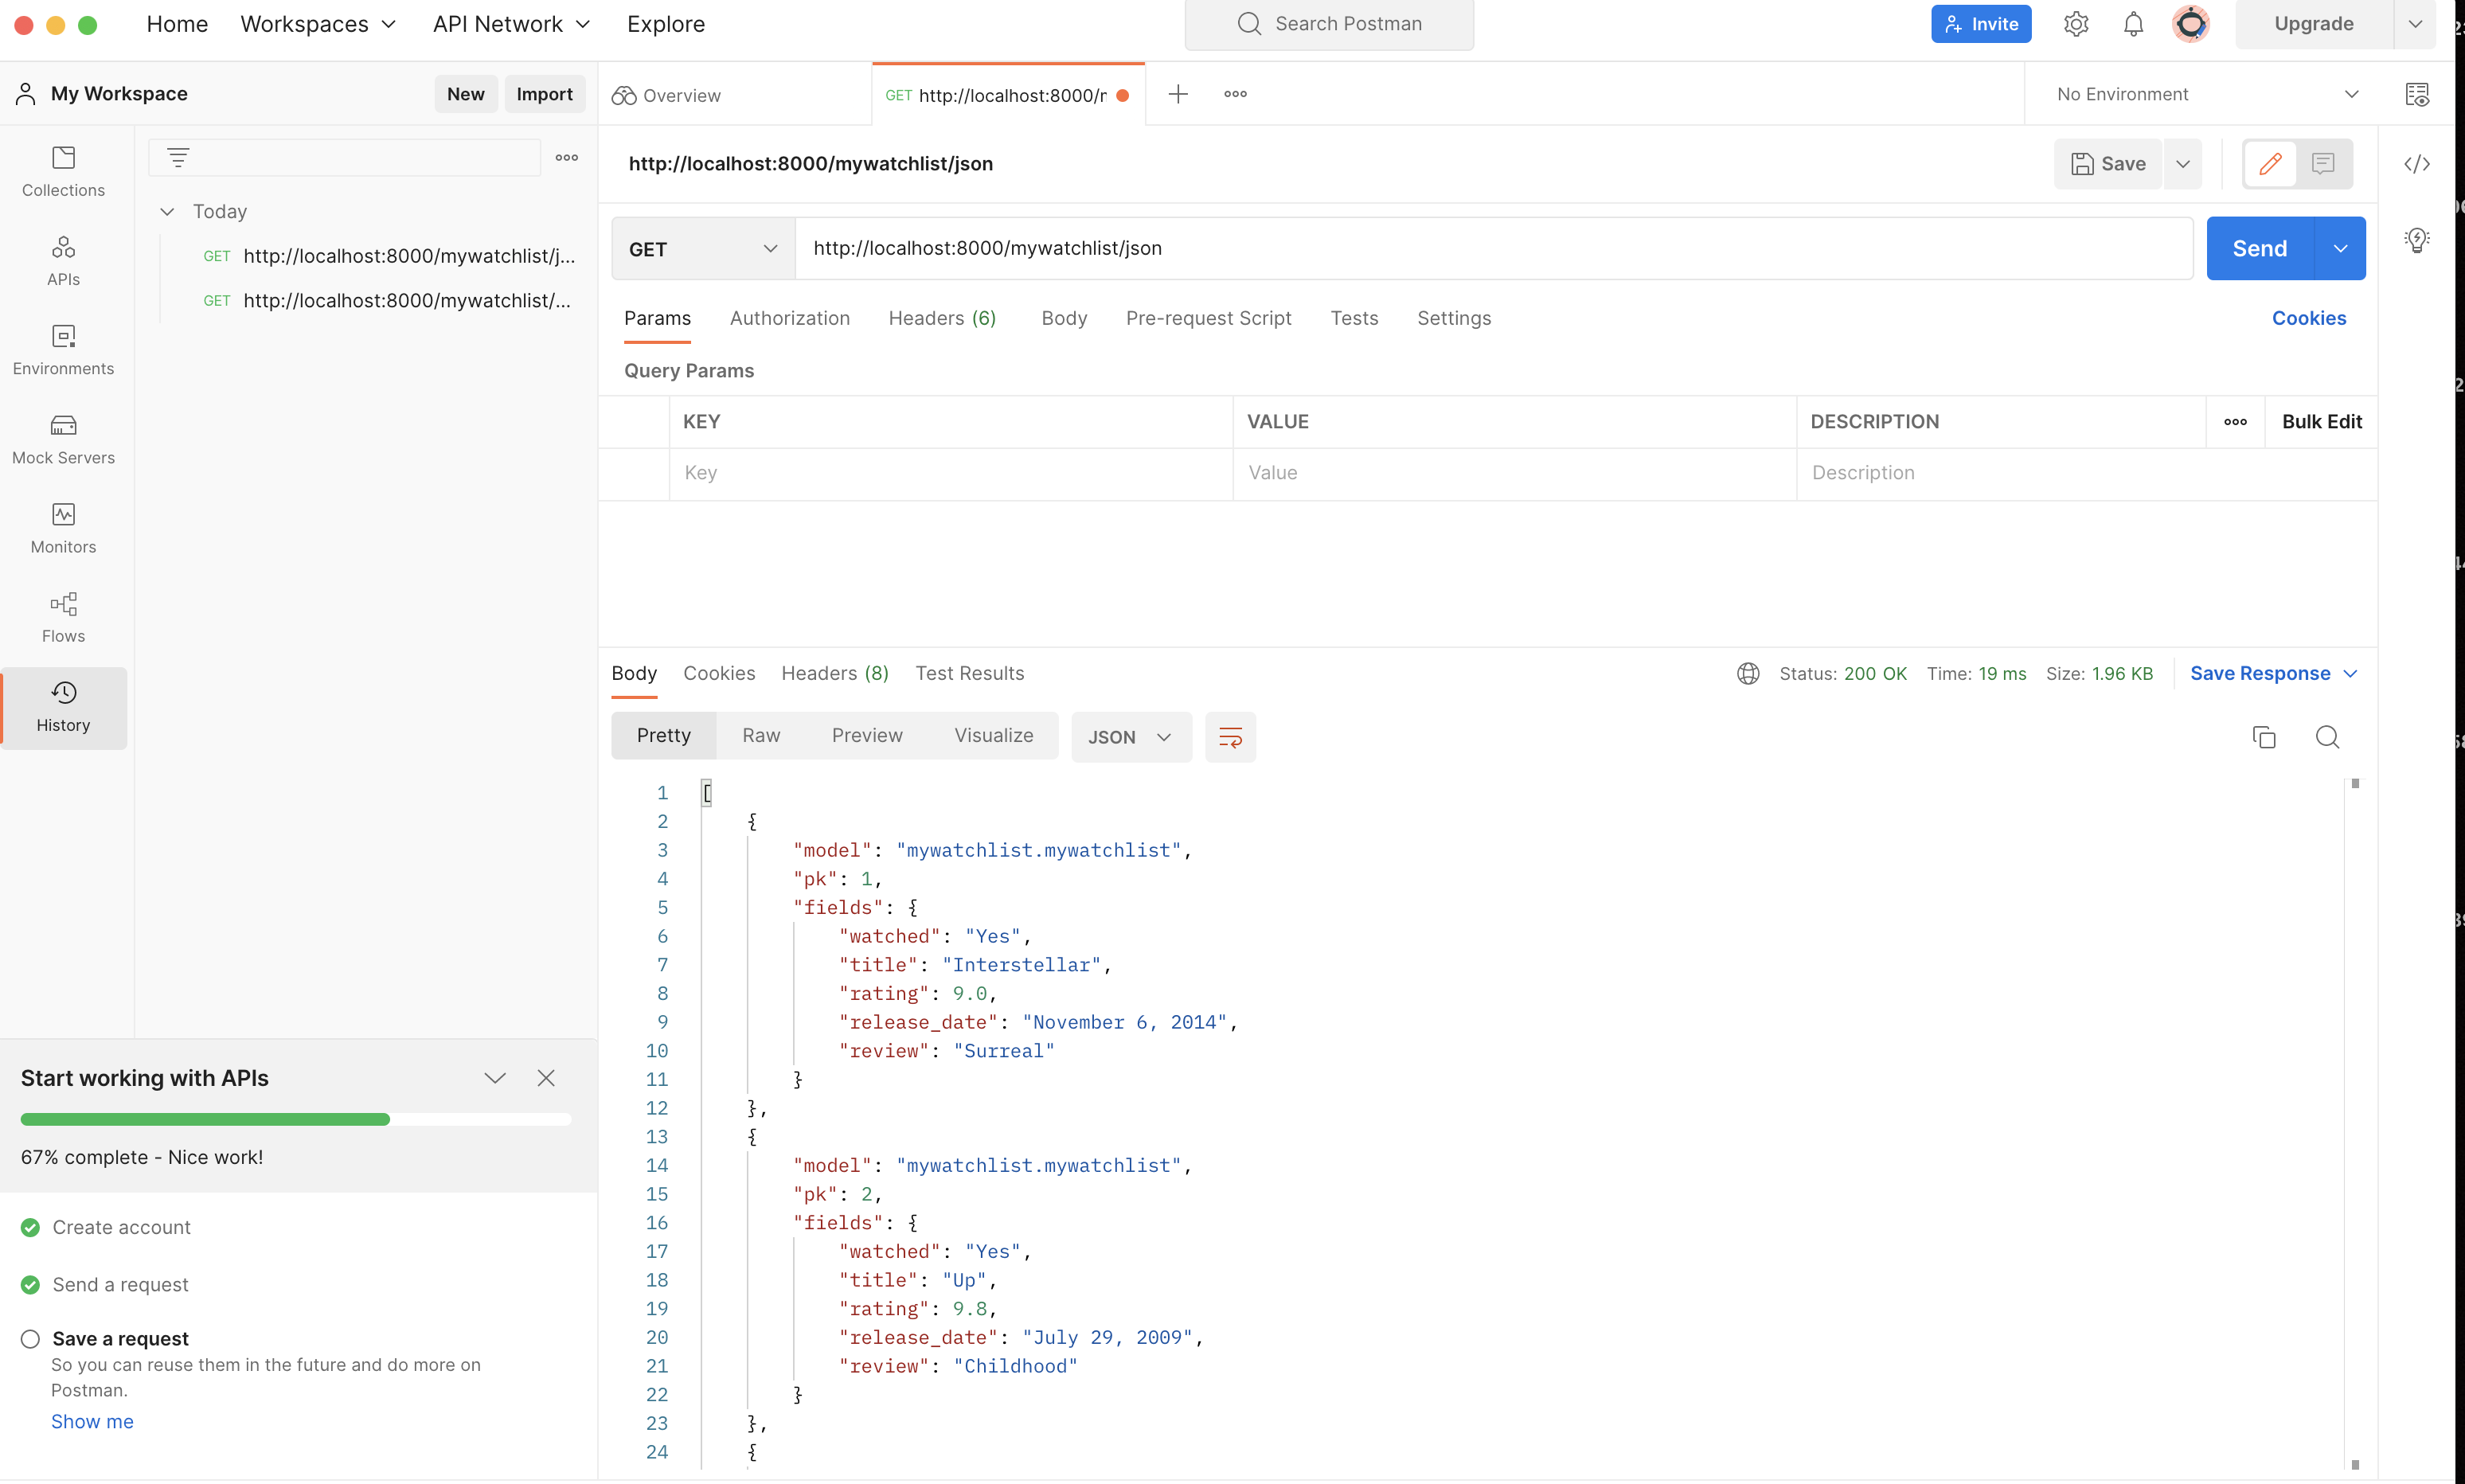 Home Workspaces API Network Explore Search Postman Invite Upgrade
My Workspace New Import Overview GET http://localhost:8000/ No Environment
Collections
APIs
Environments
Mock Servers
Monitors
Flows
History
Today
GET http://localhost:8000/mywatchlist/j...
GET http://localhost:8000/mywatchlist/...
Start working with APIs
67% complete - Nice work!
Create account
Send a request
Save a request
So you can reuse them in the future and do more on
Postman.
Show me
http://localhost:8000/mywatchlist/json Save
GET http://localhost:8000/mywatchlist/json Send
Params Authorization Headers (6) Body Pre-request Script Tests Settings Cookies
Query Params
KEY VALUE DESCRIPTION Bulk Edit
Key Value Description
Body Cookies Headers (8) Test Results Status: 200 OK Time: 19 ms Size: 1.96 KB Save Response
Pretty Raw Preview Visualize JSON
1 [
2 {
3 "model": "mywatchlist.mywatchlist",
4 "pk": 1,
5 "fields": {
6 "watched": "Yes",
7 "title": "Interstellar",
8 "rating": 9.0,
9 "release_date": "November 6, 2014",
10 "review": "Surreal"
11 }
12 },
13 {
14 "model": "mywatchlist.mywatchlist",
15 "pk": 2,
16 "fields": {
17 "watched": "Yes",
18 "title": "Up",
19 "rating": 9.8,
20 "release_date": "July 29, 2009",
21 "review": "Childhood"
22 }
23 },
24 {